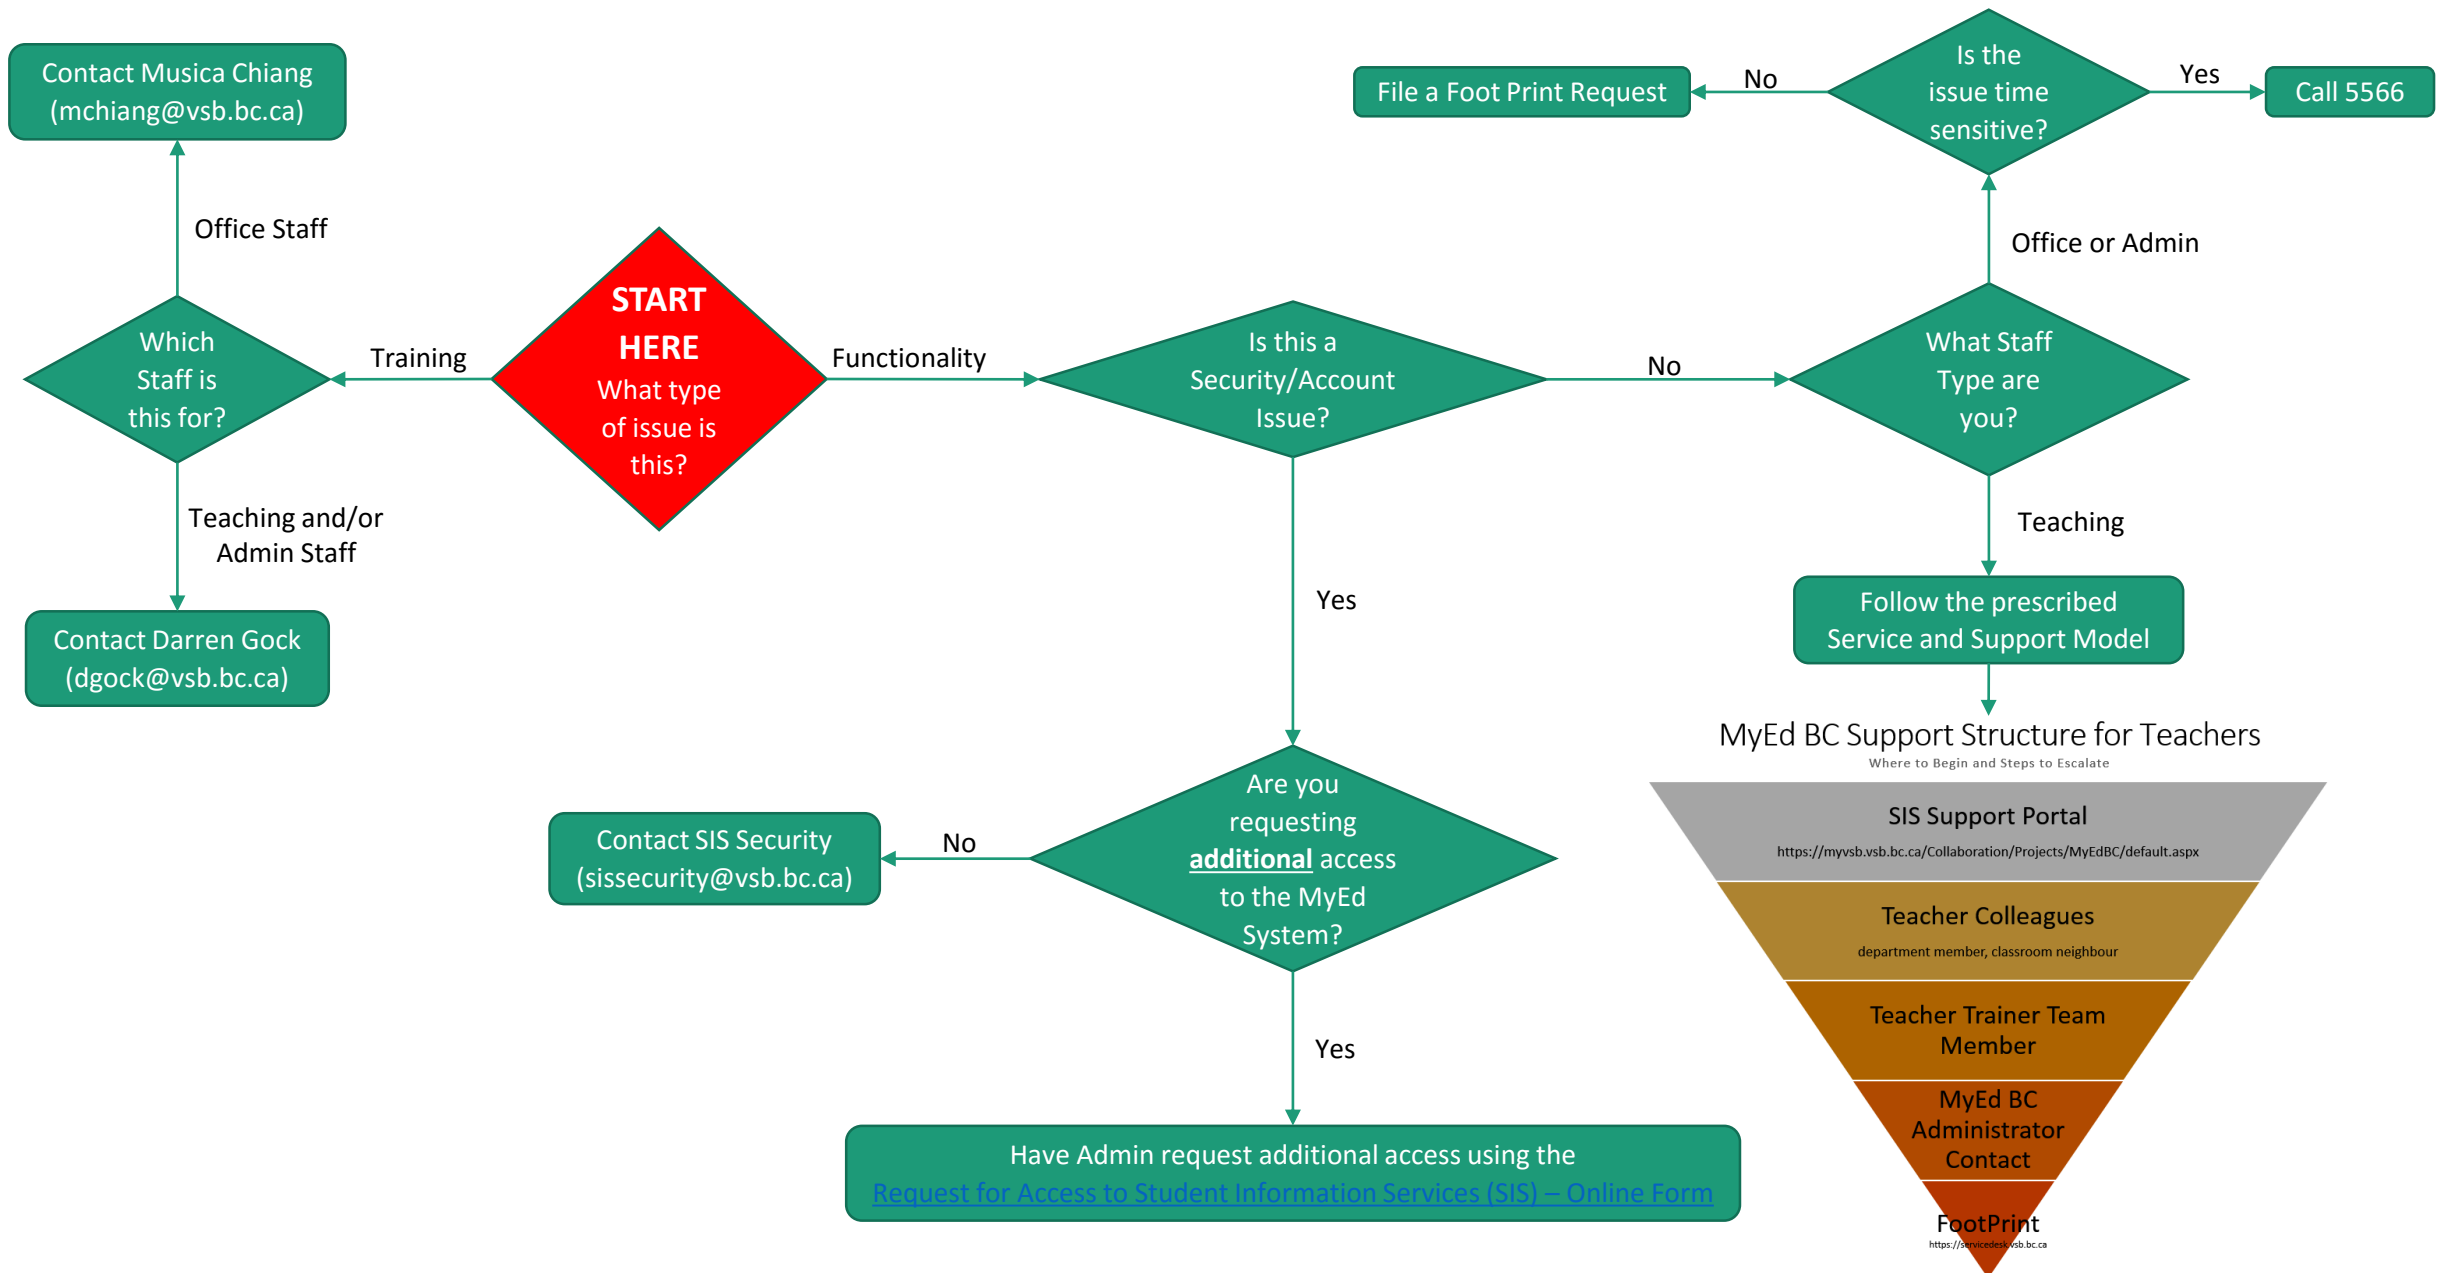 Contact Musica Chiang
(mchiang@vsb.bc.ca)
Office Staff
Which
Staff is
this for?
Training
Teaching and/or
Admin Staff
Contact Darren Gock
(dgock@vsb.bc.ca)
START
HERE
What type
of issue is
this?
Functionality
Is this a
Security/Account
Issue?
No
What Staff
Type are
you?
Office or Admin
Is the
issue time
sensitive?
No
File a Foot Print Request
Yes
Call 5566
Teaching
Follow the prescribed
Service and Support Model
Yes
Are you
requesting
additional access
to the MyEd
System?
No
Contact SIS Security
(sissecurity@vsb.bc.ca)
Yes
Have Admin request additional access using the
Request for Access to Student Information Services (SIS) – Online Form
MyEd BC Support Structure for Teachers
Where to Begin and Steps to Escalate
SIS Support Portal
https://myvsb.vsb.bc.ca/Collaboration/Projects/MyEdBC/default.aspx
Teacher Colleagues
department member, classroom neighbour
Teacher Trainer Team
Member
MyEd BC
Administrator
Contact
FootPrint
https://servicedesk.vsb.bc.ca